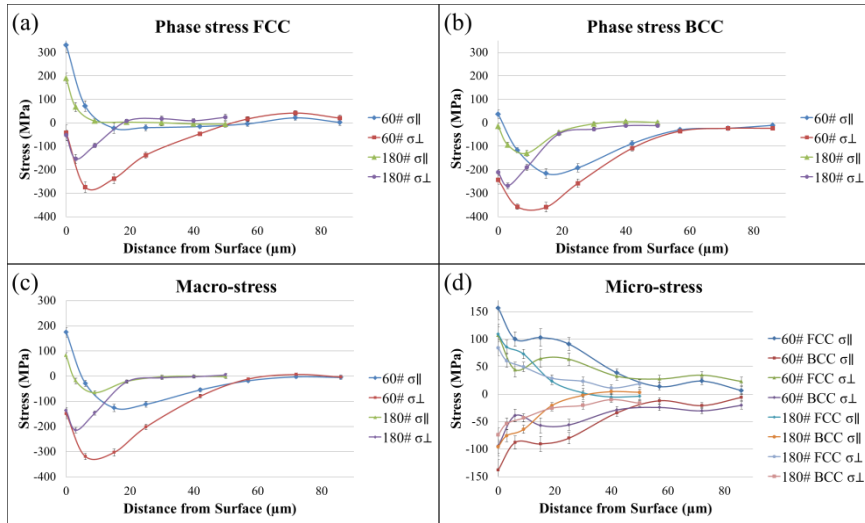 (a) Phase stress FCC
300
200
100
0
-100
-200
-300
-400
Stress (MPa)
0 20 40 60 80
Distance from Surface (µm)
60# σ∥
60# σ⊥
180# σ∥
180# σ⊥
(b) Phase stress BCC
300
200
100
0
-100
-200
-300
-400
Stress (MPa)
0 20 40 60 80
Distance from Surface (µm)
60# σ∥
60# σ⊥
180# σ∥
180# σ⊥
(c) Macro-stress
300
200
100
0
-100
-200
-300
-400
Stress (MPa)
0 20 40 60 80
Distance from Surface (µm)
60# σ∥
60# σ⊥
180# σ∥
180# σ⊥
(d) Micro-stress
150
100
50
0
-50
-100
-150
Stress (MPa)
0 20 40 60 80
Distance from Surface (µm)
60# FCC σ∥
60# BCC σ∥
60# FCC σ⊥
60# BCC σ⊥
180# FCC σ∥
180# BCC σ∥
180# FCC σ⊥
180# BCC σ⊥